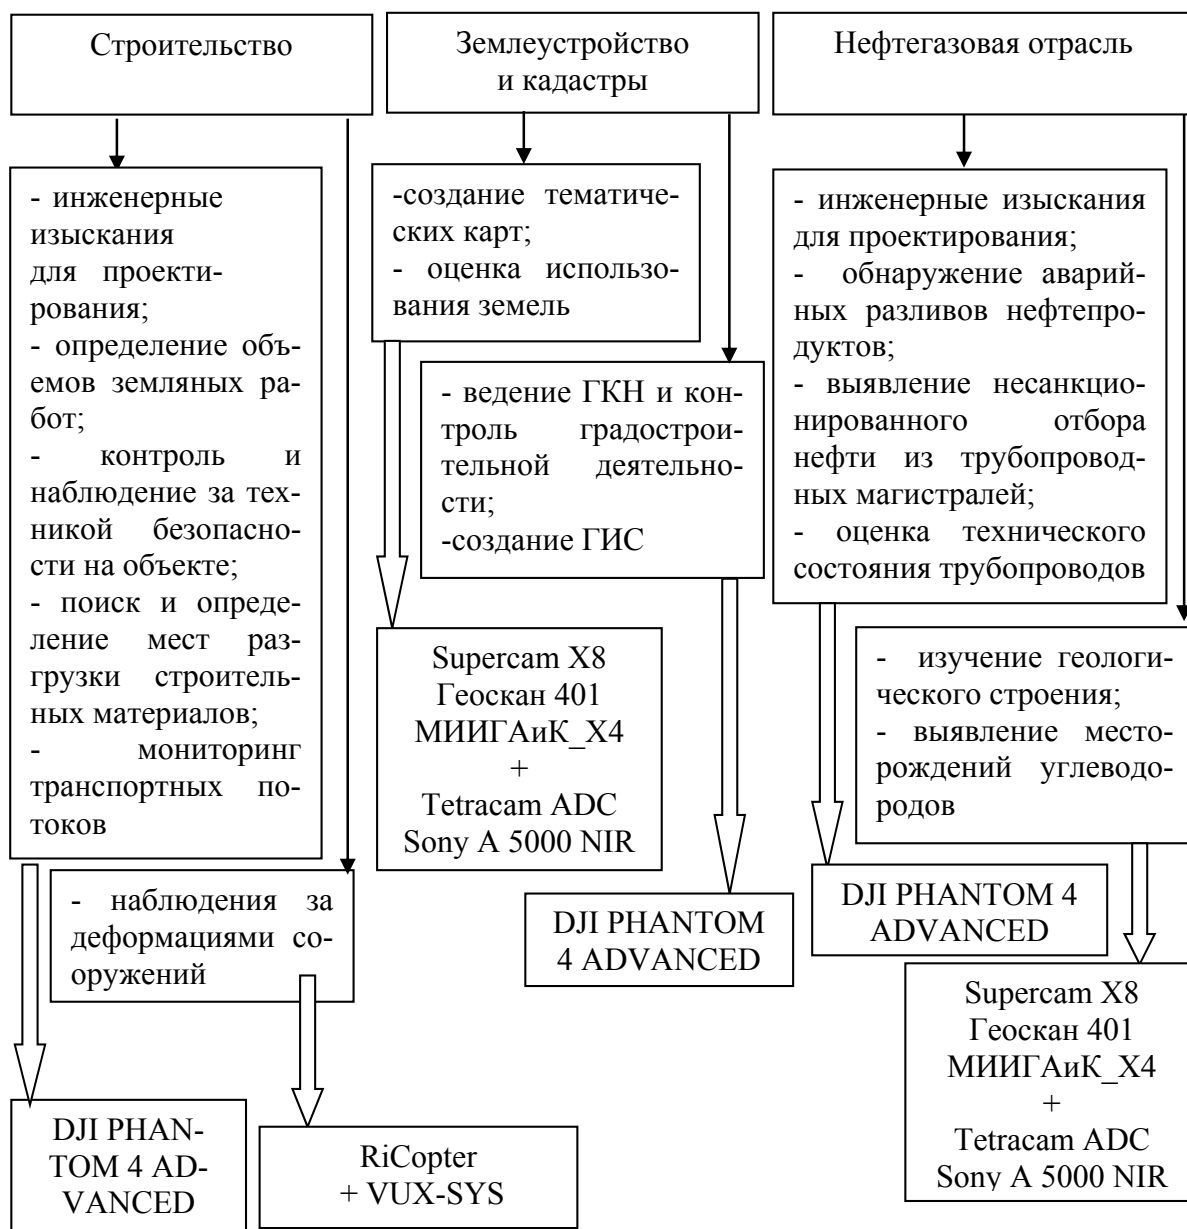 Строительство
Землеустройство
и кадастры
Нефтегазовая отрасль
- инженерные
изыскания
для проекти-
рования;
- определение объ-
емов земляных ра-
бот;
- контроль и
наблюдение за тех-
никой безопасно-
сти на объекте;
- поиск и опреде-
ление мест раз-
грузки строитель-
ных материалов;
- мониторинг
транспортных по-
токов
- наблюдения за
деформациями со-
оружений
DJI PHAN-
TOM 4 AD-
VANCED
RiCopter
+ VUX-SYS
-создание тематиче-
ских карт;
- оценка использо-
вания земель
- ведение ГКН и кон-
троль градострои-
тельной деятельно-
сти;
-создание ГИС
Supercam X8
Геоскан 401
МИИГАиК_X4
+
Tetracam ADC
Sony A 5000 NIR
DJI PHANTOM
4 ADVANCED
- инженерные изыскания
для проектирования;
- обнаружение аварий-
ных разливов нефтепро-
дуктов;
- выявление несанкцио-
нированного отбора
нефти из трубопровод-
ных магистралей;
- оценка технического
состояния трубопроводов
- изучение геологи-
ческого строения;
- выявление место-
рождений углеводо-
родов
DJI PHANTOM 4
ADVANCED
Supercam X8
Геоскан 401
МИИГАиК_X4
+
Tetracam ADC
Sony A 5000 NIR